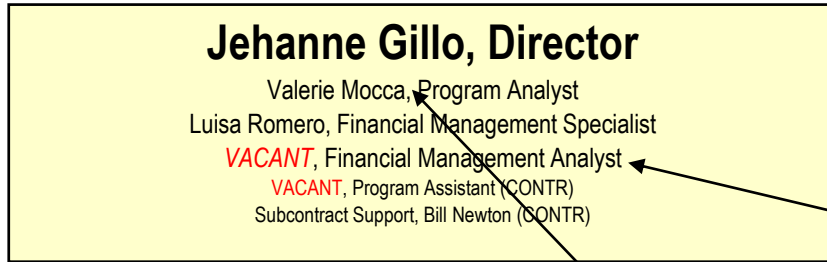 Jehanne Gillo, Director
Valerie Mocca, Program Analyst
Luisa Romero, Financial Management Specialist
VACANT, Financial Management Analyst
VACANT, Program Assistant (CONTR)
Subcontract Support, Bill Newton (CONTR)